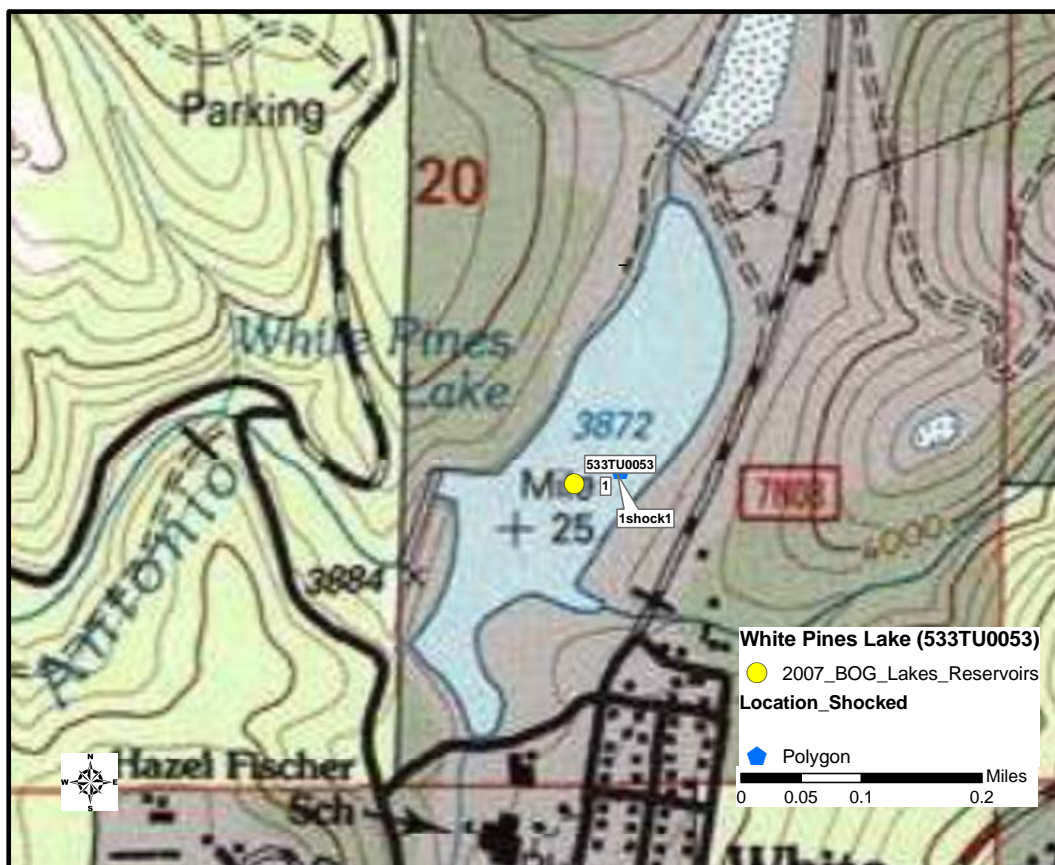 Parking
20
White Pines
Lake
3872
533TU0053
1
1shock1
+ 25
7N08
4000
3884
Antonio
White Pines Lake (533TU0053)
2007_BOG_Lakes_Reservoirs
Location_Shocked
Polygon
Miles
0 0.05 0.1 0.2
N
W E
S
Hazel Fischer
Sch
White